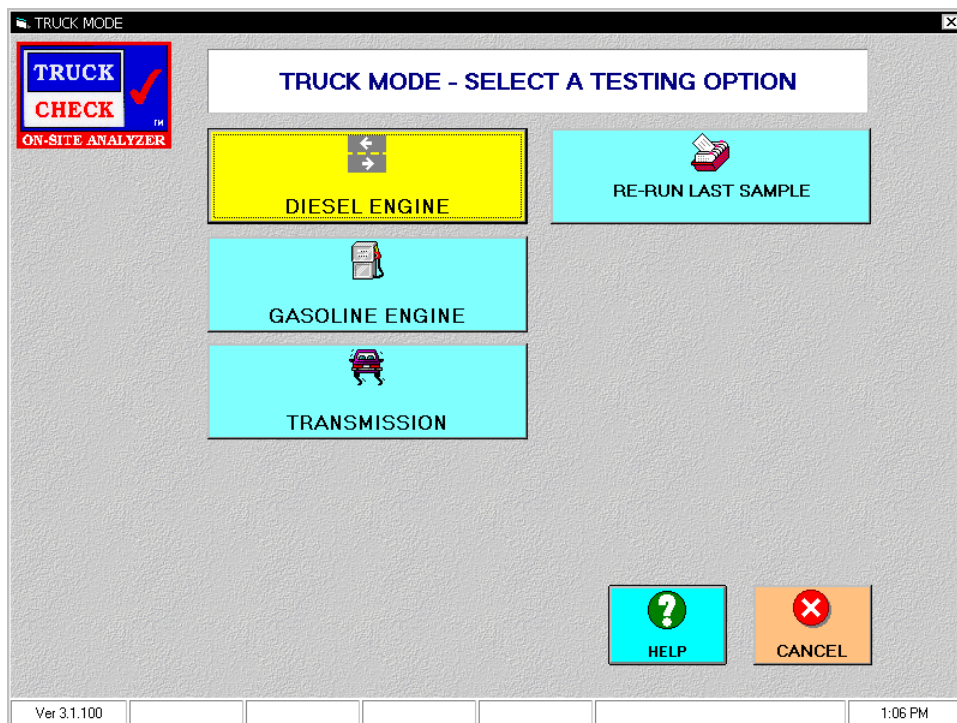 TRUCK MODE
TRUCK
CHECK
TM
ON-SITE ANALYZER
TRUCK MODE - SELECT A TESTING OPTION
DIESEL ENGINE
RE-RUN LAST SAMPLE
GASOLINE ENGINE
TRANSMISSION
HELP
CANCEL
Ver 3.1.100
1:06 PM